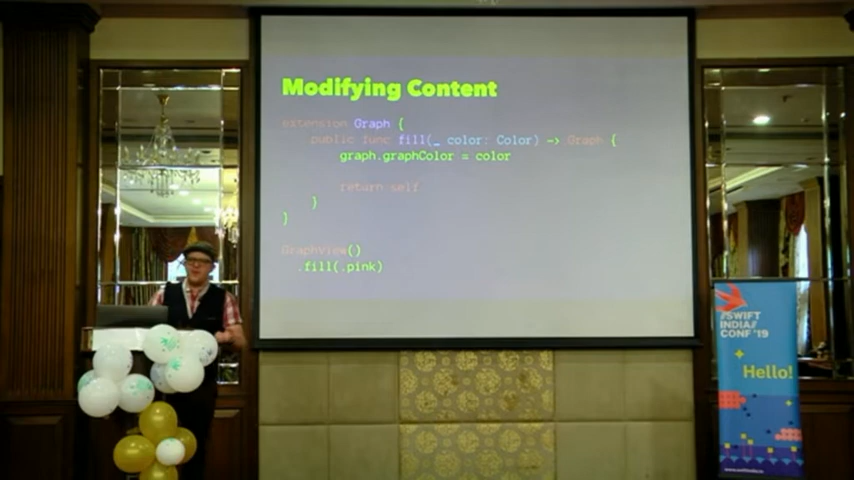 Modifying Content
extension Graph {
public func fill(_ color: Color) -> Graph {
graph.graphColor = color
return self
}
}
GraphView()
.fill(.pink)
//SWIFT
INDIA//
CONF '19
Hello!